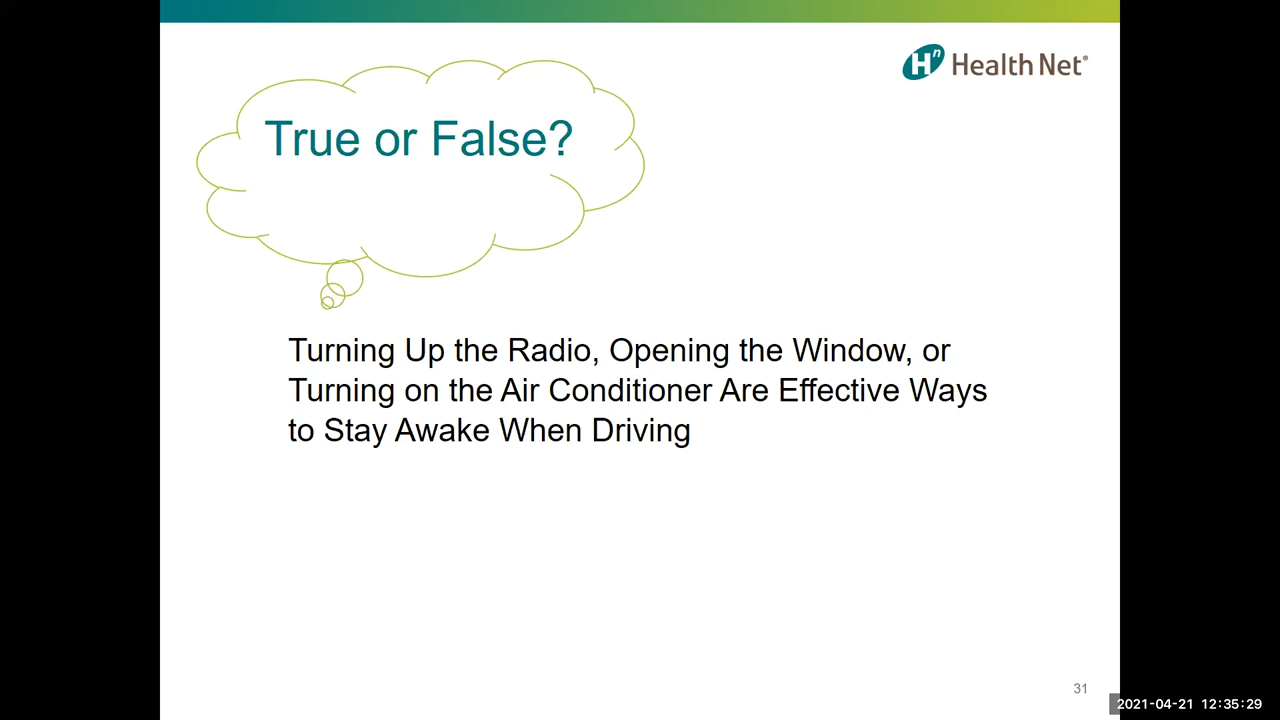 Hn Health Net®
True or False?
Turning Up the Radio, Opening the Window, or
Turning on the Air Conditioner Are Effective Ways
to Stay Awake When Driving
31
2021-04-21 12:35:29